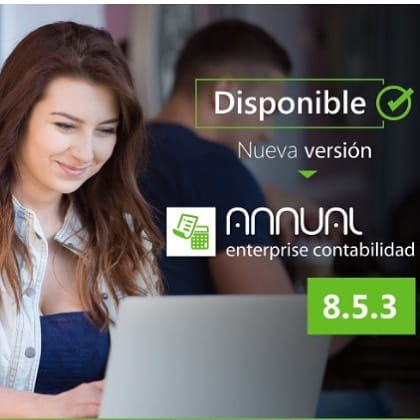 Disponible
Nueva versión
ANNUAL
enterprise contabilidad
8.5.3